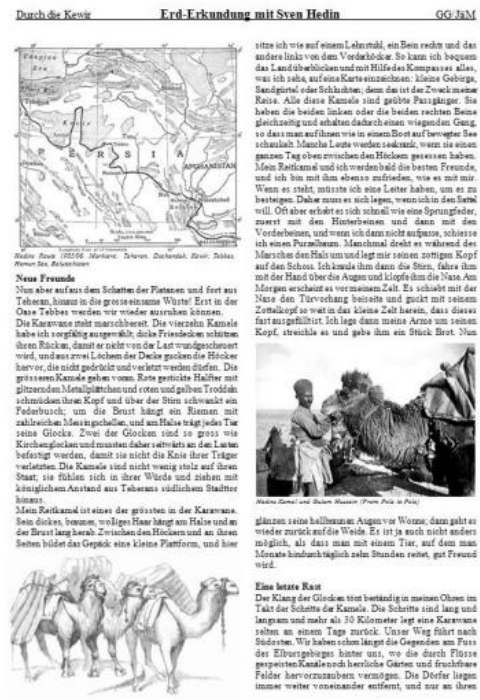 Durch die Kewir
Erd-Erkundung mit Sven Hedin
GG/JäM
PERSIA
AFGHANISTAN
Hedins Route 1905/06. Markiert: Teheran, Duschandab, Kewir, Tebbes,
Hamun See, Belutschistan
Neue Freunde
Nun aber auf aus dem Schatten der Platanen und fort aus
Teheran, hinaus in die grosse einsame Wüste! Erst in der
Oase Tebbes werden wir wieder ausruhen können.
Die Karawane steht marschbereit. Die vierzehn Kamele
habe ich sorgfältig ausgewählt; dicke Friesdecken schützen
ihren Rücken, damit er nicht von der Last wundgescheuert
wird, und aus zwei Löchern der Decke gucken die Höcker
hervor, die nicht gedrückt und verletzt werden dürfen. Die
grösseren Kamele gehen voran. Rote gestickte Halfter mit
glitzernden Metallplättchen und roten und gelben Troddeln
schmücken ihren Kopf und über der Stirn schwankt ein
Federbusch; um die Brust hängt ein Riemen mit
zahlreichen Messingschellen, und am Halse trägt jedes Tier
seine Glocke. Zwei der Glocken sind so gross wie
Kirchenglocken und mussten daher seitwärts an den Lasten
befestigt werden, damit sie nicht die Knie ihrer Träger
verletzten. Die Kamele sind nicht wenig stolz auf ihren
Staat; sie fühlen sich in ihrer Würde und ziehen mit
königlichem Anstand aus Teherans südlichem Stadttor
hinaus.
Mein Reitkamel ist eines der grössten in der Karawane.
Sein dickes, braunes, wolliges Haar hängt am Halse und an
der Brust lang herab. Zwischen den Höckern und an ihren
Seiten bildet das Gepäck eine kleine Plattform, und hier
sitze ich wie auf einem Lehnstuhl, ein Bein rechts und das
andere links von dem Vorderhöcker. So kann ich bequem
das Land überblicken und mit Hilfe des Kompasses alles,
was ich sehe, auf eine Karte einzeichnen: kleine Gebirge,
Sandgürtel oder Schluchten; denn das ist der Zweck meiner
Reise. Alle diese Kamele sind geübte Passgänger. Sie
heben die beiden linken oder die beiden rechten Beine
gleichzeitig und erhalten dadurch einen wiegenden Gang,
so dass man auf ihnen wie in einem Boot auf bewegter See
schaukelt. Manche Leute werden seekrank, wenn sie einen
ganzen Tag oben zwischen den Höckern gesessen haben.
Mein Reitkamel und ich werden bald die besten Freunde,
und ich bin mit ihm ebenso zufrieden, wie es mit mir.
Wenn es steht, müsste ich eine Leiter haben, um es zu
besteigen. Daher muss es sich legen, wenn ich in den Sattel
will. Oft aber erhebt es sich schnell wie eine Sprungfeder,
zuerst mit den Hinterbeinen und dann mit den
Vorderbeinen, und wenn ich dann nicht aufpasse, schiesse
ich einen Purzelbaum. Manchmal dreht es während des
Marsches den Hals um und legt mir seinen zottigen Kopf
auf den Schoss. Ich kraule ihm dann die Stirn, fahre ihm
mit der Hand über die Augen und klopfe ihm die Nase. Am
Morgen erscheint es vor meinem Zelt. Es schiebt mit der
Nase den Türvorhang beiseite und guckt mit seinem
Zottelkopf so weit in das kleine Zelt herein, dass dieses
fast ausgefüllt ist. Ich lege dann meine Arme um seinen
Kopf, streichle es und gebe ihm ein Stück Brot. Nun
Hedins Kamel und Gulam Hussein (From Pole to Pole)
glänzen seine hellbraunen Augen vor Wonne; dann geht es
wieder zurück auf die Weide. Es ist ja auch nicht anders
möglich, als dass man mit einem Tier, auf dem man
Monate hindurch täglich zehn Stunden reitet, gut Freund
wird.
Eine letzte Rast
Der Klang der Glocken tönt beständig in meinen Ohren im
Takt der Schritte der Kamele. Die Schritte sind lang und
langsam und mehr als 30 Kilometer legt eine Karawane
selten an einem Tage zurück. Unser Weg führt nach
Südosten. Wir haben schon längst die Gegenden am Fuss
des Elbursgebirges hinter uns, wo die durch Flüsse
gespeisten Kanäle noch herrliche Gärten und fruchtbare
Felder hervorzuzaubern vermögen. Die Dörfer liegen
immer weiter voneinander entfernt, und nur an ihren